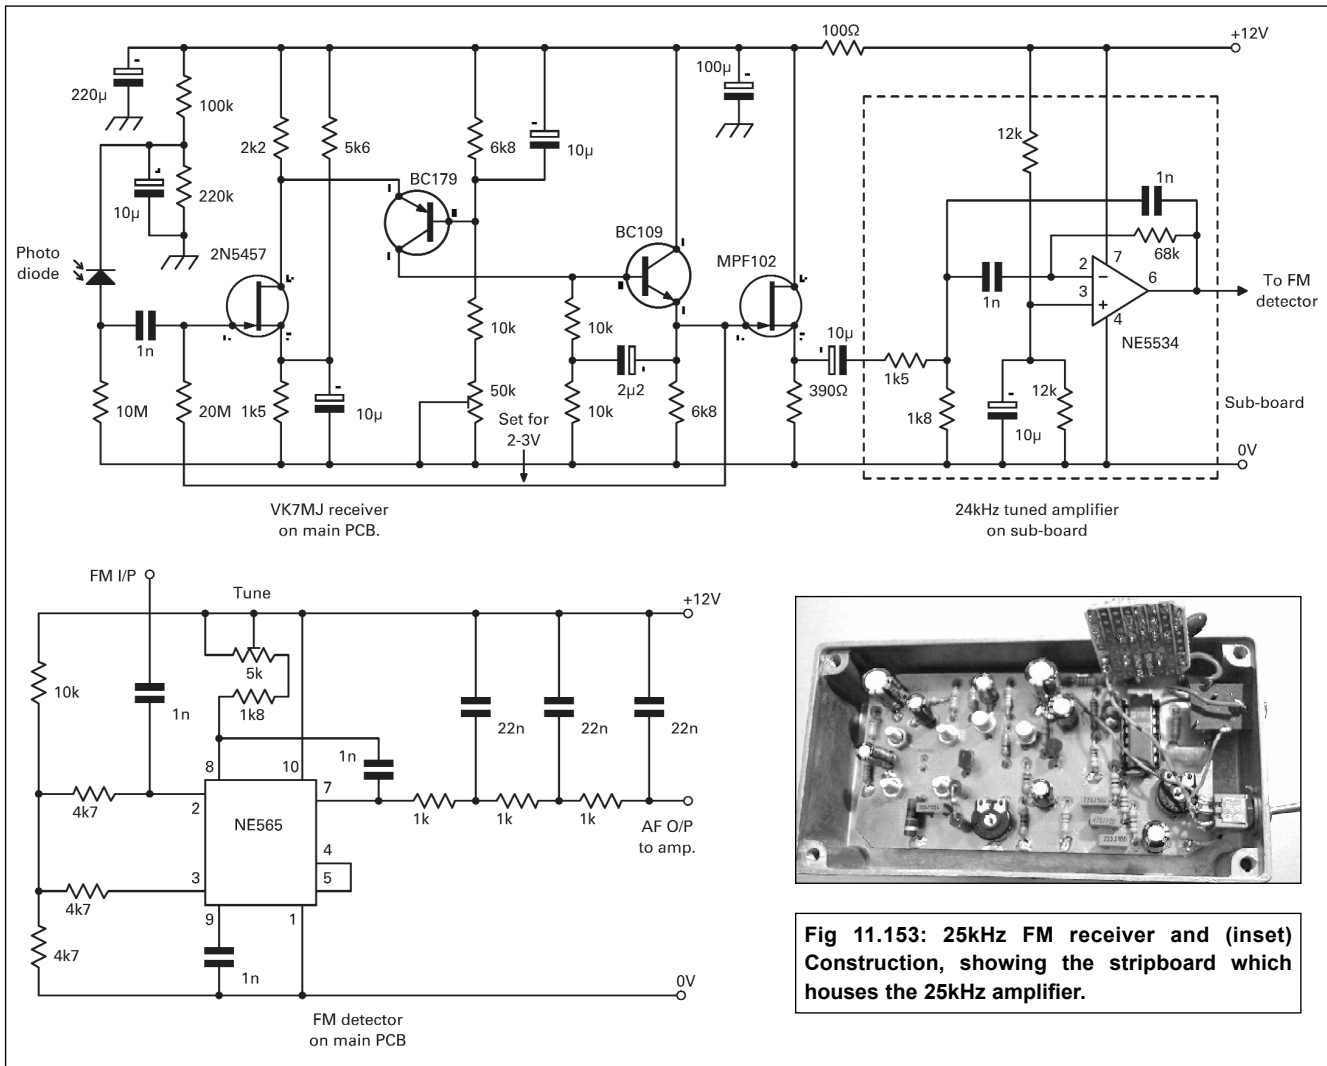 100Ω
+12V
220µ
100k
100µ
2k2
5k6
6k8
10µ
12k
BC179
1n
10µ
220k
68k
BC109
Photo
diode
2N5457
MPF102
7
2
6
3
4
To FM
detector
1n
NE5534
1n
10k
10k
10µ
2µ2
390Ω
1k5
10M
20M
1k5
10µ
50k
10k
6k8
1k8
12k
10µ
Sub-board
Set for
2-3V
0V
VK7MJ receiver
on main PCB.
24kHz tuned amplifier
on sub-board
FM I/P
Tune
+12V
5k
10k
1n
1k8
22n
22n
22n
1n
8
10
7
4k7
2
NE565
1k
1k
1k
AF O/P
to amp.
4
5
3
4k7
9
1
4k7
1n
0V
FM detector
on main PCB
Fig 11.153: 25kHz FM receiver and (inset)
Construction, showing the stripboard which
houses the 25kHz amplifier.